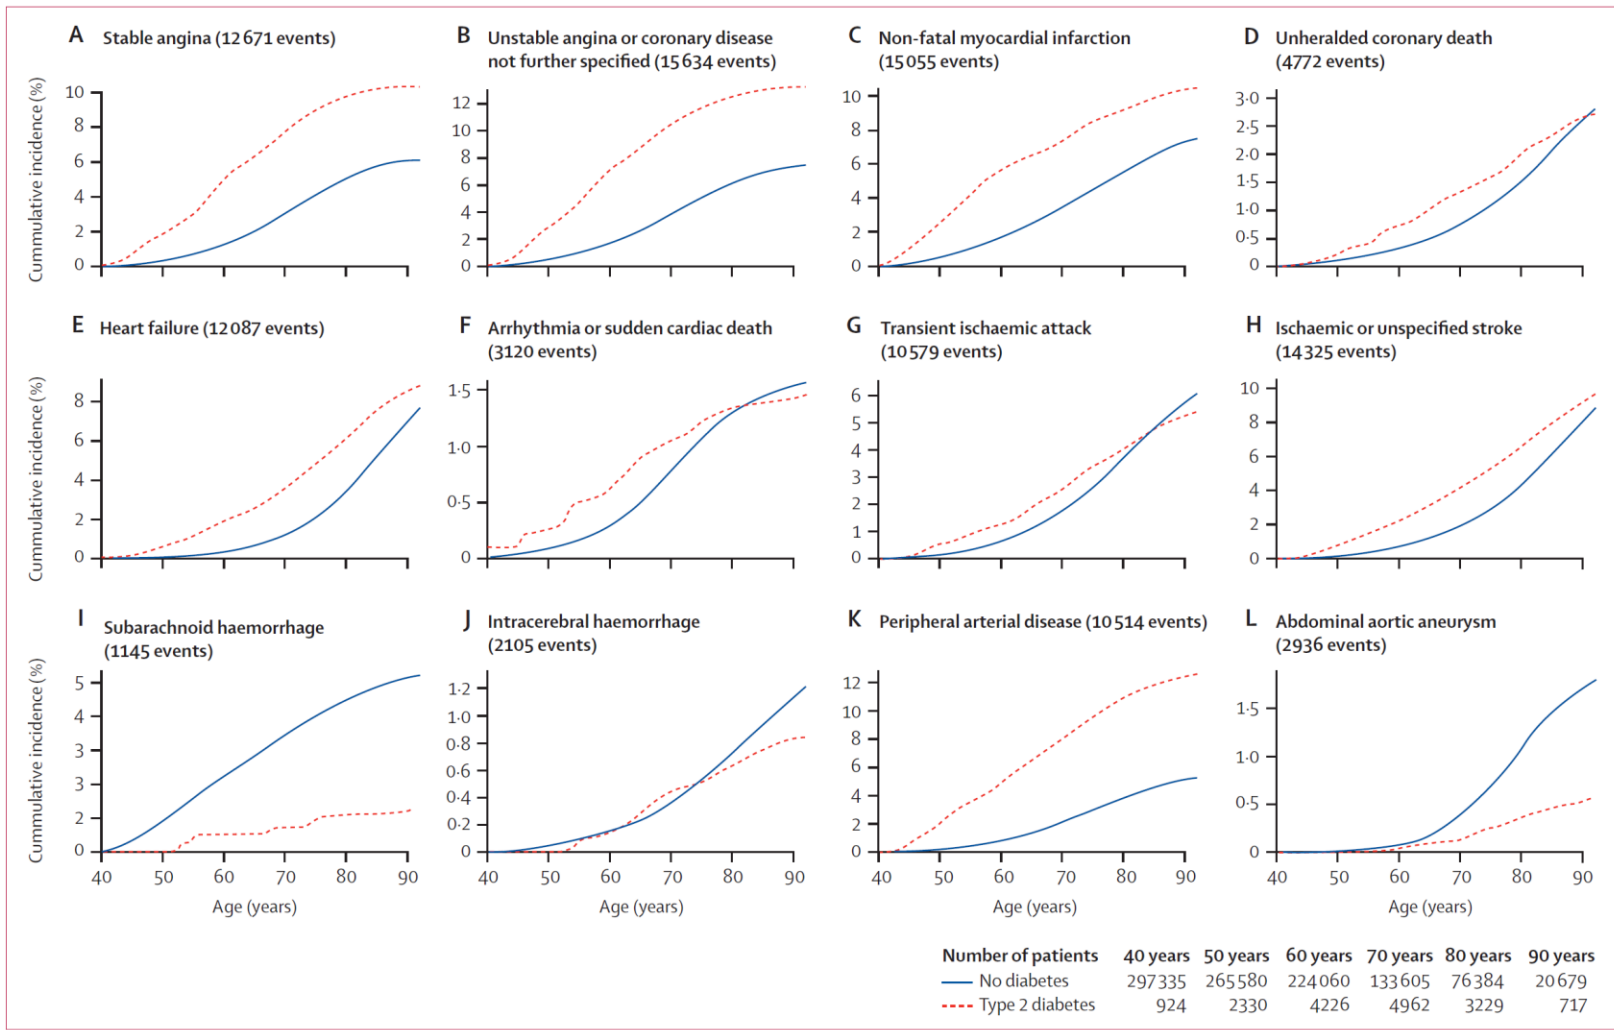 A Stable angina (12 671 events)
B Unstable angina or coronary disease
not further specified (15 634 events)
C Non-fatal myocardial infarction
(15 055 events)
D Unheralded coronary death
(4772 events)
Cummulative incidence (%)
10
8
6
4
2
0
12
10
8
6
4
2
0
10
8
6
4
2
0
3·0
2·5
2·0
1·5
1·0
0·5
0
E Heart failure (12 087 events)
F Arrhythmia or sudden cardiac death
(3120 events)
G Transient ischaemic attack
(10 579 events)
H Ischaemic or unspecified stroke
(14 325 events)
Cummulative incidence (%)
8
6
4
2
0
1·5
1·0
0·5
0
6
5
4
3
2
1
0
10
8
6
4
2
0
I Subarachnoid haemorrhage
(1145 events)
J Intracerebral haemorrhage
(2105 events)
K Peripheral arterial disease (10 514 events)
L Abdominal aortic aneurysm
(2936 events)
Cummulative incidence (%)
5
4
3
3
2
0
1·2
1·0
0·8
0·6
0·4
0·2
0
12
10
8
6
4
2
0
1·5
1·0
0·5
0
40 50 60 70 80 90
40 50 60 70 80 90
40 50 60 70 80 90
40 50 60 70 80 90
Age (years)
Age (years)
Age (years)
Age (years)
Number of patients 40 years 50 years 60 years 70 years 80 years 90 years
No diabetes 297 335 265 580 224 060 133 605 76 384 20 679
Type 2 diabetes 924 2330 4226 4962 3229 717